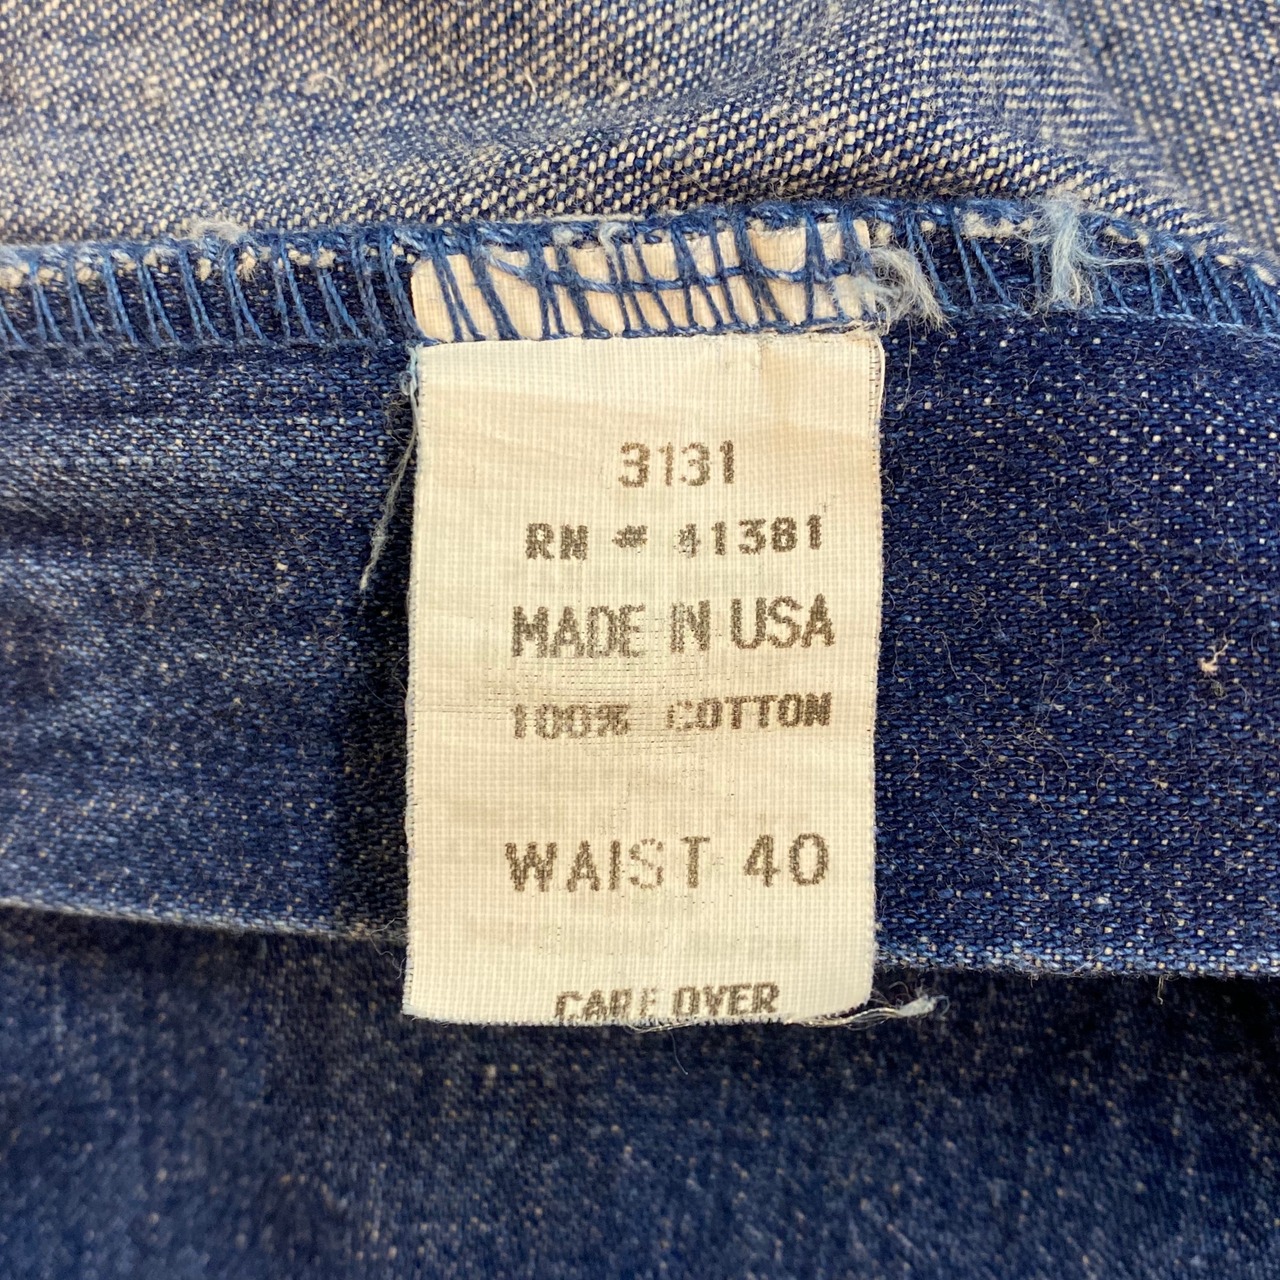 3131
RN # 41381
MADE IN USA
100% COTTON
WAIST 40
CARE OVER